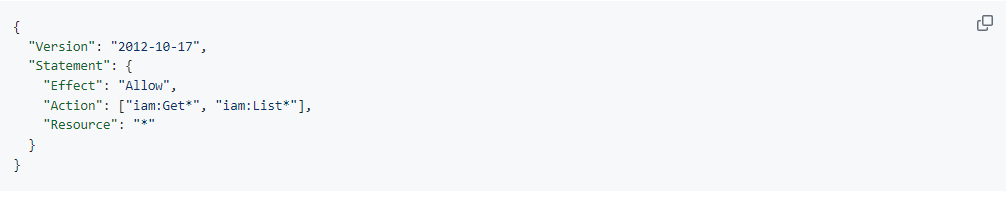 {
  "Version": "2012-10-17",
  "Statement": {
    "Effect": "Allow",
    "Action": ["iam:Get*", "iam:List*"],
    "Resource": "*"
  }
}